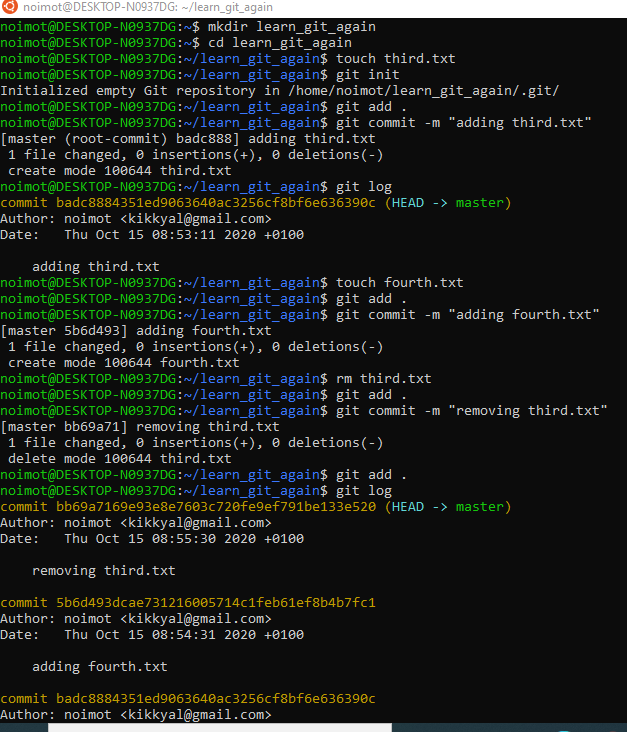 noimot@DESKTOP-N0937DG: ~/learn_git_again
noimot@DESKTOP-N0937DG:~$ mkdir learn_git_again
noimot@DESKTOP-N0937DG:~$ cd learn_git_again
noimot@DESKTOP-N0937DG:~/learn_git_again$ touch third.txt
noimot@DESKTOP-N0937DG:~/learn_git_again$ git init
Initialized empty Git repository in /home/noimot/learn_git_again/.git/
noimot@DESKTOP-N0937DG:~/learn_git_again$ git add .
noimot@DESKTOP-N0937DG:~/learn_git_again$ git commit -m "adding third.txt"
[master (root-commit) badc888] adding third.txt
 1 file changed, 0 insertions(+), 0 deletions(-)
 create mode 100644 third.txt
noimot@DESKTOP-N0937DG:~/learn_git_again$ git log
commit badc8884351ed9063640ac3256cf8bf6e636390c (HEAD -> master)
Author: noimot <kikkyal@gmail.com>
Date:   Thu Oct 15 08:53:11 2020 +0100
    adding third.txt
noimot@DESKTOP-N0937DG:~/learn_git_again$ touch fourth.txt
noimot@DESKTOP-N0937DG:~/learn_git_again$ git add .
noimot@DESKTOP-N0937DG:~/learn_git_again$ git commit -m "adding fourth.txt"
[master 5b6d493] adding fourth.txt
 1 file changed, 0 insertions(+), 0 deletions(-)
 create mode 100644 fourth.txt
noimot@DESKTOP-N0937DG:~/learn_git_again$ rm third.txt
noimot@DESKTOP-N0937DG:~/learn_git_again$ git add .
noimot@DESKTOP-N0937DG:~/learn_git_again$ git commit -m "removing third.txt"
[master bb69a71] removing third.txt
 1 file changed, 0 insertions(+), 0 deletions(-)
 delete mode 100644 third.txt
noimot@DESKTOP-N0937DG:~/learn_git_again$ git add .
noimot@DESKTOP-N0937DG:~/learn_git_again$ git log
commit bb69a7169e93e8e7603c720fe9ef791be133e520 (HEAD -> master)
Author: noimot <kikkyal@gmail.com>
Date:   Thu Oct 15 08:55:30 2020 +0100
    removing third.txt
commit 5b6d493dcae731216005714c1feb61ef8b4b7fc1
Author: noimot <kikkyal@gmail.com>
Date:   Thu Oct 15 08:54:31 2020 +0100
    adding fourth.txt
commit badc8884351ed9063640ac3256cf8bf6e636390c
Author: noimot <kikkyal@gmail.com>